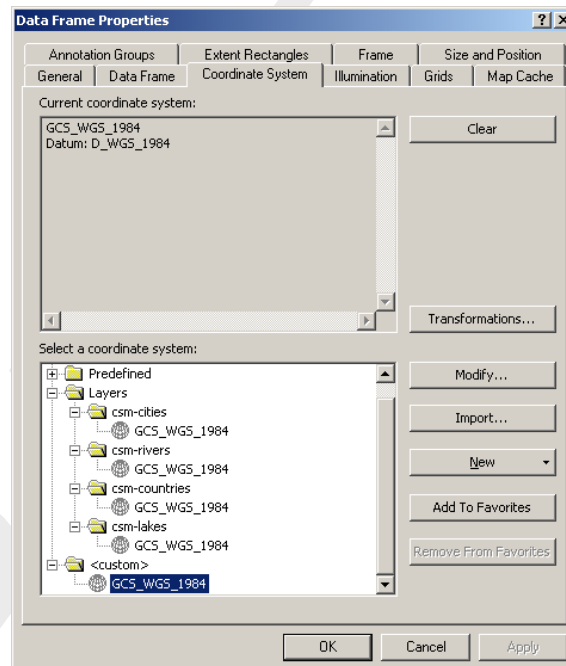 Data Frame Properties
?
Annotation Groups
Extent Rectangles
Frame
Size and Position
General
Data Frame
Coordinate System
Illumination
Grids
Map Cache
Current coordinate system:
GCS_WGS_1984
Datum: D_WGS_1984
Clear
Transformations...
Select a coordinate system:
Predefined
Layers
csm-cities
GCS_WGS_1984
csm-rivers
GCS_WGS_1984
csm-countries
GCS_WGS_1984
csm-lakes
GCS_WGS_1984
<custom>
GCS_WGS_1984
Modify...
Import...
New
Add To Favorites
Remove From Favorites
OK
Cancel
Apply